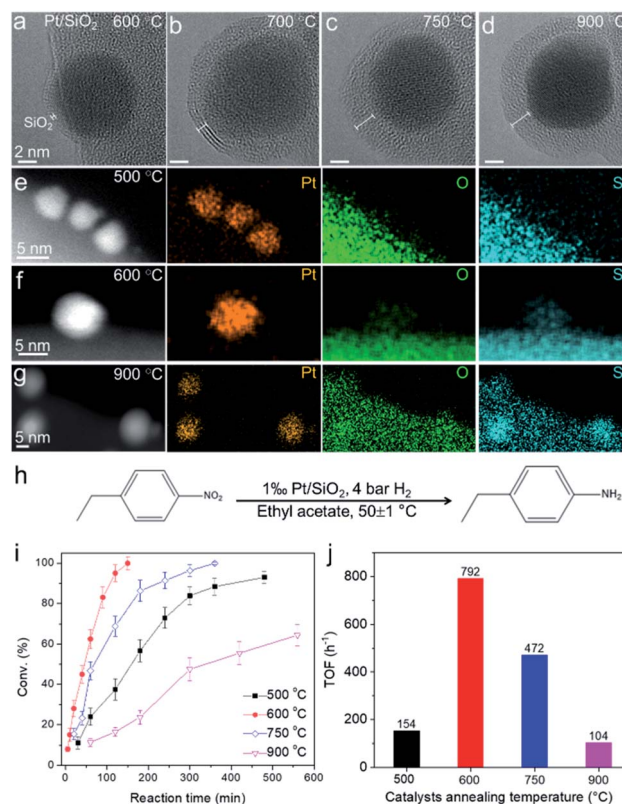 a Pt/SiO2 600 °C b 700 °C c 750 °C d 900 °C
SiO2
2 nm
e 500 °C Pt O S
5 nm
f 600 °C Pt O S
5 nm
g 900 °C Pt O S
5 nm
h
NO2 1‰ Pt/SiO2, 4 bar H2 NH2
Ethyl acetate, 50±1 °C
i
Conv. (%)
100
80
60
40
20
0
500 °C
600 °C
750 °C
900 °C
0 100 200 300 400 500 600
Reaction time (min)
j
TOF (h-1)
800
600
400
200
0
154 792 472 104
500 600 750 900
Catalysts annealing temperature (°C)